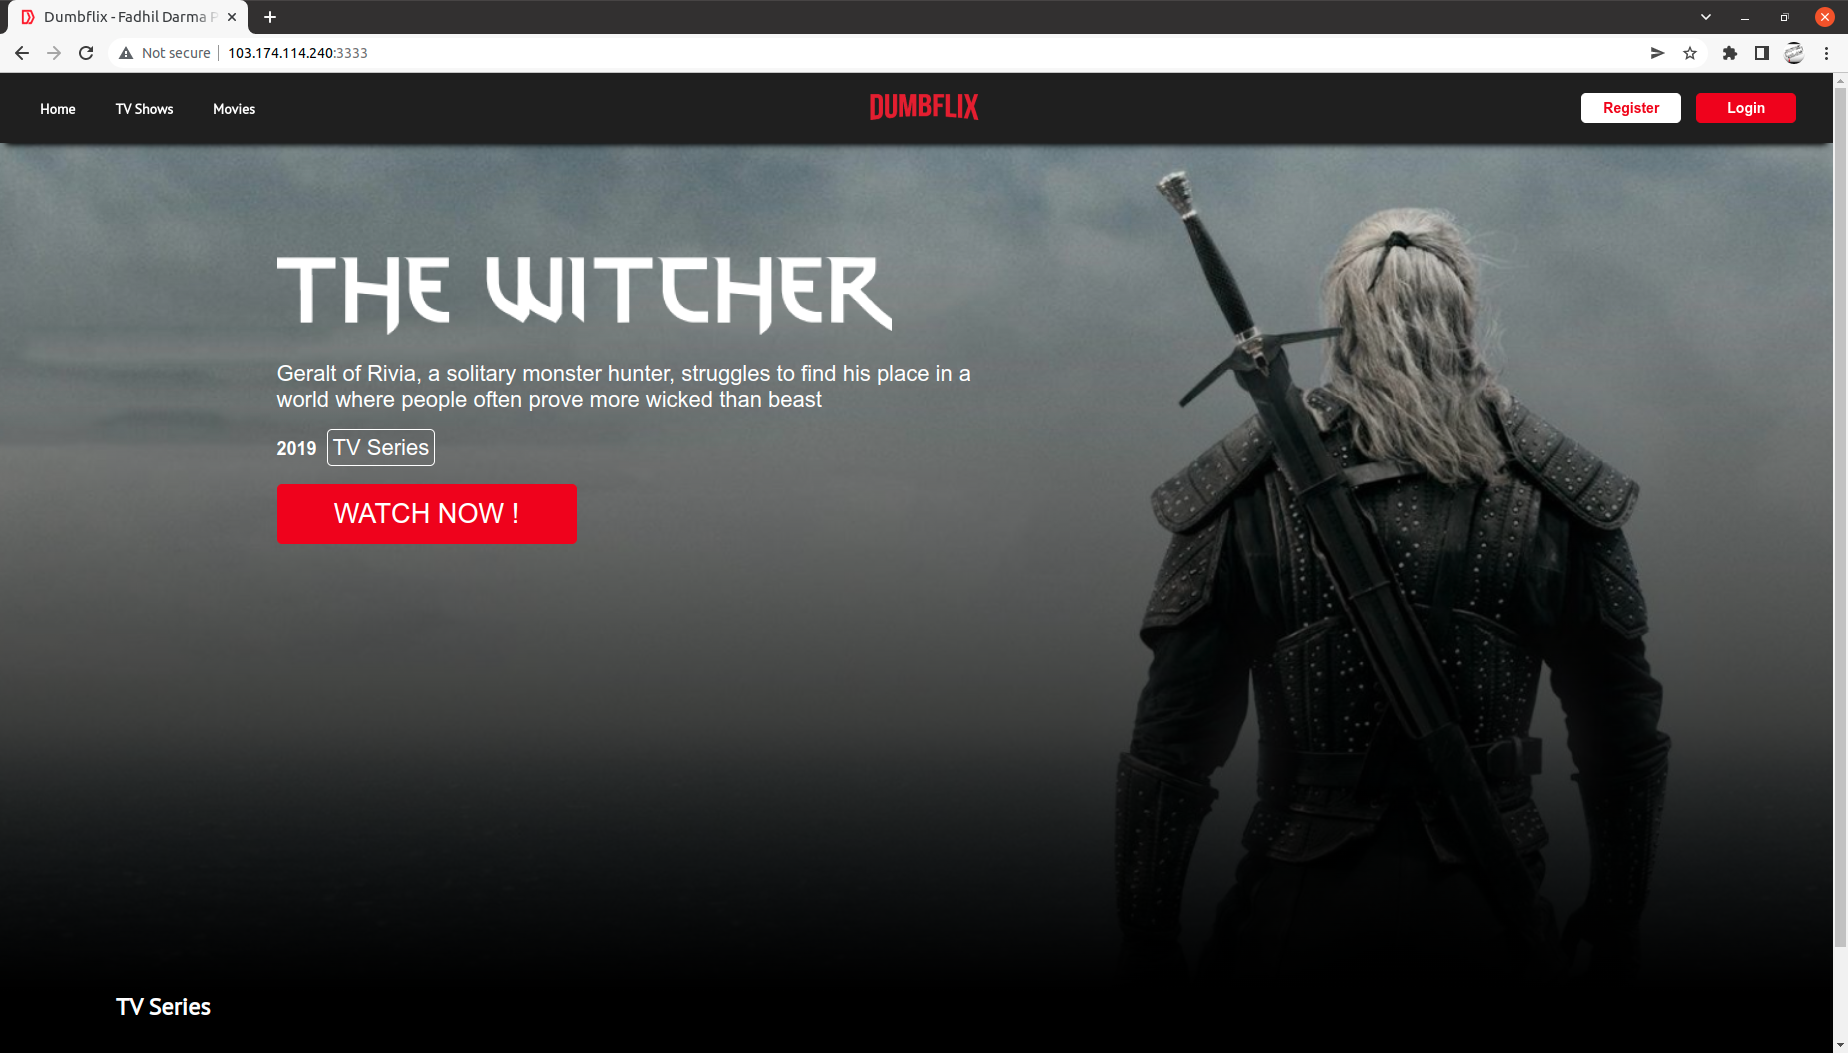 Dumbflix - Fadhil Darma P
Not secure
103.174.114.240:3333
Home
TV Shows
Movies
DUMBFLIX
Register
Login
THE WITCHER
Geralt of Rivia, a solitary monster hunter, struggles to find his place in a
world where people often prove more wicked than beast
2019
TV Series
WATCH NOW !
TV Series